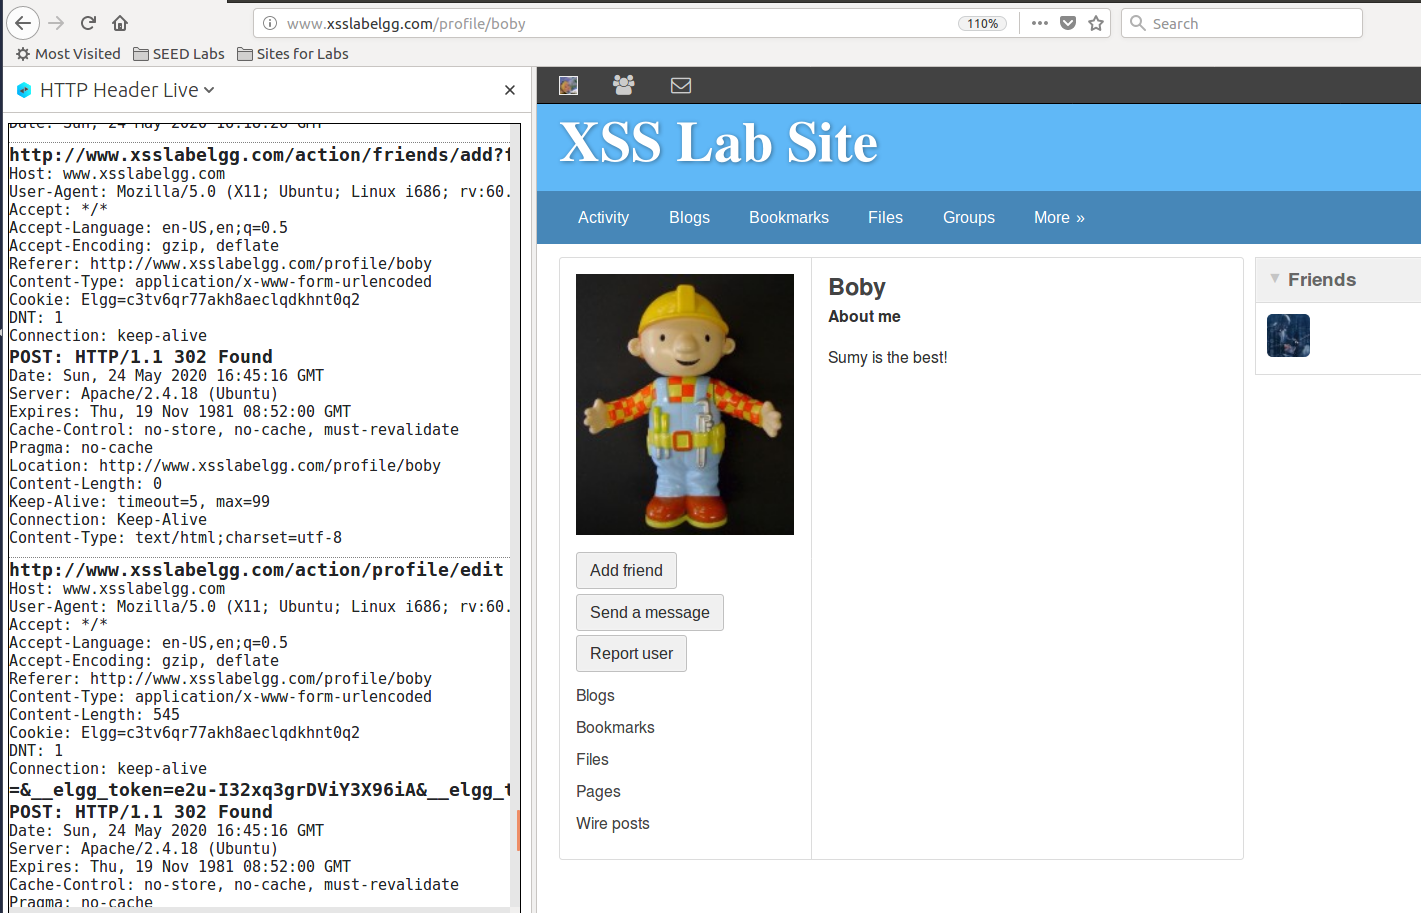 www.xsslabelgg.com/profile/boby
110%
Search
Most Visited
SEED Labs
Sites for Labs
HTTP Header Live
Date: Sun, 24 May 2020 16:18:26 GMT
http://www.xsslabelgg.com/action/friends/add?f
Host: www.xsslabelgg.com
User-Agent: Mozilla/5.0 (X11; Ubuntu; Linux i686; rv:60.
Accept: */*
Accept-Language: en-US,en;q=0.5
Accept-Encoding: gzip, deflate
Referer: http://www.xsslabelgg.com/profile/boby
Content-Type: application/x-www-form-urlencoded
Cookie: Elgg=c3tv6qr77akh8aeclqdkhnt0q2
DNT: 1
Connection: keep-alive
POST: HTTP/1.1 302 Found
Date: Sun, 24 May 2020 16:45:16 GMT
Server: Apache/2.4.18 (Ubuntu)
Expires: Thu, 19 Nov 1981 08:52:00 GMT
Cache-Control: no-store, no-cache, must-revalidate
Pragma: no-cache
Location: http://www.xsslabelgg.com/profile/boby
Content-Length: 0
Keep-Alive: timeout=5, max=99
Connection: Keep-Alive
Content-Type: text/html;charset=utf-8
http://www.xsslabelgg.com/action/profile/edit
Host: www.xsslabelgg.com
User-Agent: Mozilla/5.0 (X11; Ubuntu; Linux i686; rv:60.
Accept: */*
Accept-Language: en-US,en;q=0.5
Accept-Encoding: gzip, deflate
Referer: http://www.xsslabelgg.com/profile/boby
Content-Type: application/x-www-form-urlencoded
Content-Length: 545
Cookie: Elgg=c3tv6qr77akh8aeclqdkhnt0q2
DNT: 1
Connection: keep-alive
=&__elgg_token=e2u-I32xq3grDViY3X96iA&__elgg_t
POST: HTTP/1.1 302 Found
Date: Sun, 24 May 2020 16:45:16 GMT
Server: Apache/2.4.18 (Ubuntu)
Expires: Thu, 19 Nov 1981 08:52:00 GMT
Cache-Control: no-store, no-cache, must-revalidate
Pragma: no-cache
XSS Lab Site
Activity
Blogs
Bookmarks
Files
Groups
More »
Boby
About me
Sumy is the best!
Add friend
Send a message
Report user
Blogs
Bookmarks
Files
Pages
Wire posts
Friends